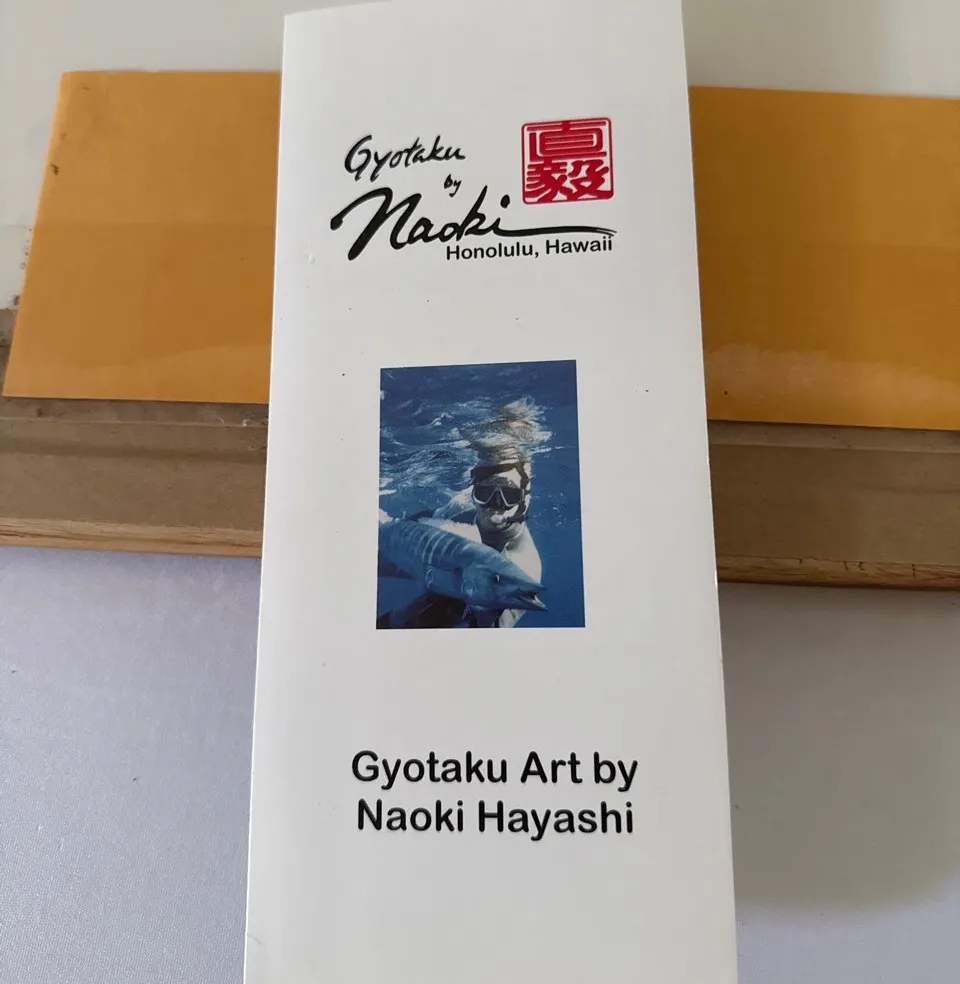 Gyotaku
by
Naoki
直毅
Honolulu, Hawaii
Gyotaku Art by
Naoki Hayashi